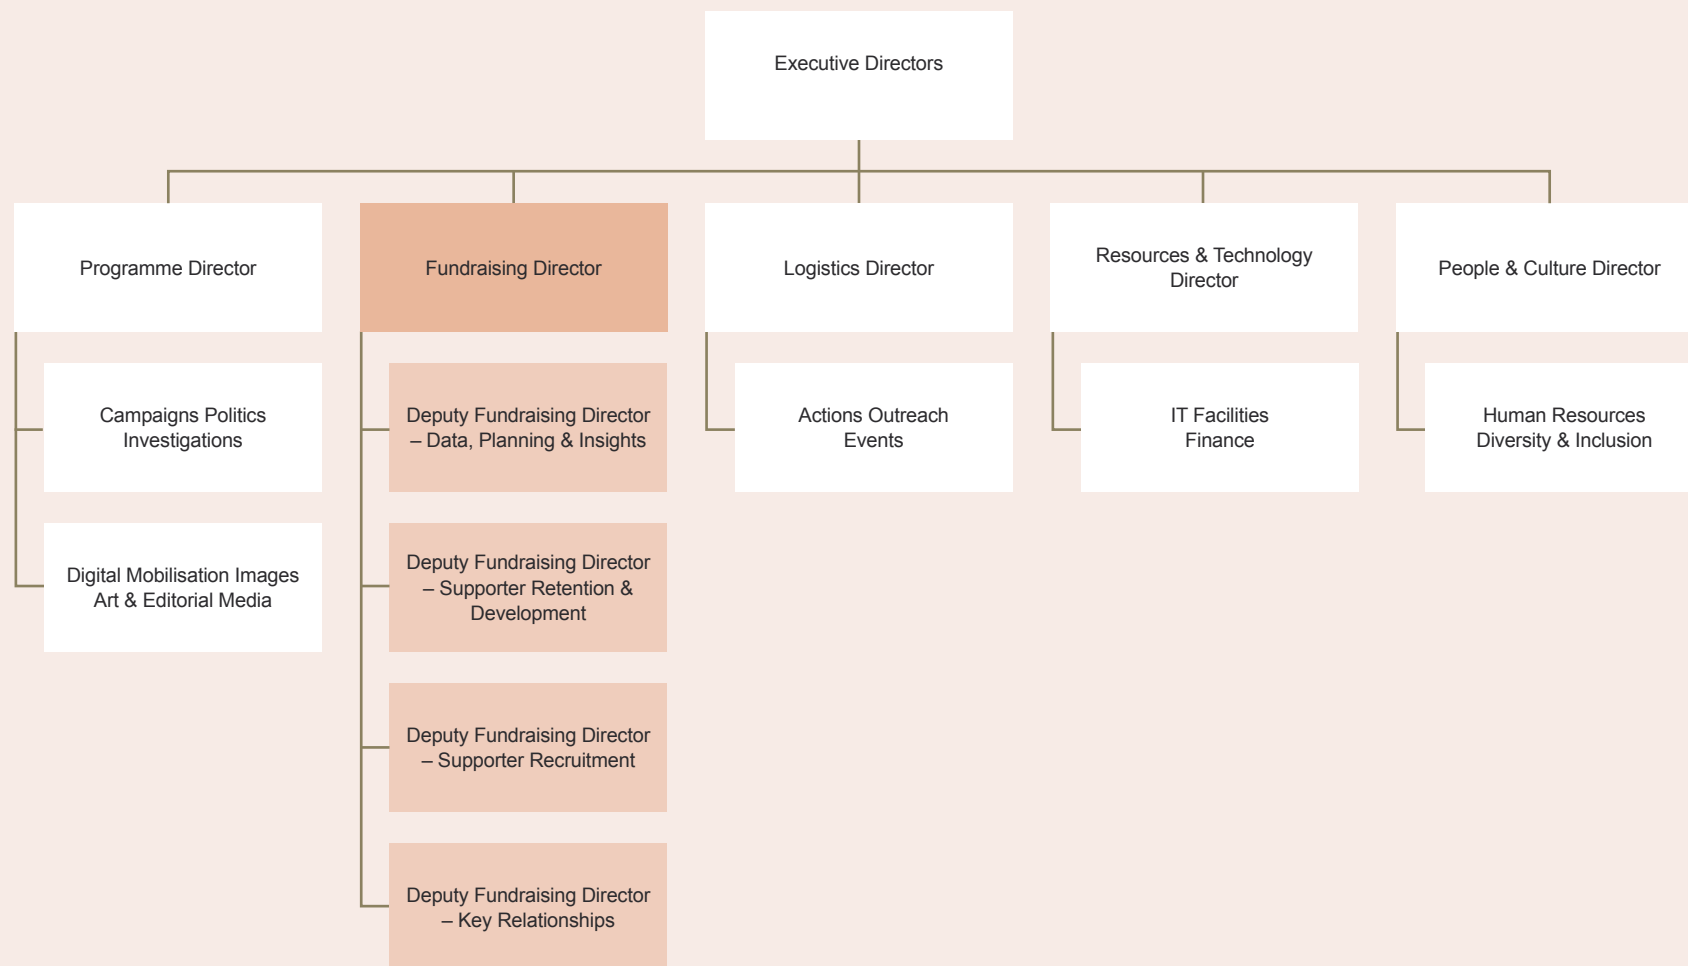 Executive Directors
Programme Director
Fundraising Director
Logistics Director
Resources & Technology
Director
People & Culture Director
Campaigns Politics
Investigations
Deputy Fundraising Director
– Data, Planning & Insights
Actions Outreach
Events
IT Facilities
Finance
Human Resources
Diversity & Inclusion
Digital Mobilisation Images
Art & Editorial Media
Deputy Fundraising Director
– Supporter Retention &
Development
Deputy Fundraising Director
– Supporter Recruitment
Deputy Fundraising Director
– Key Relationships